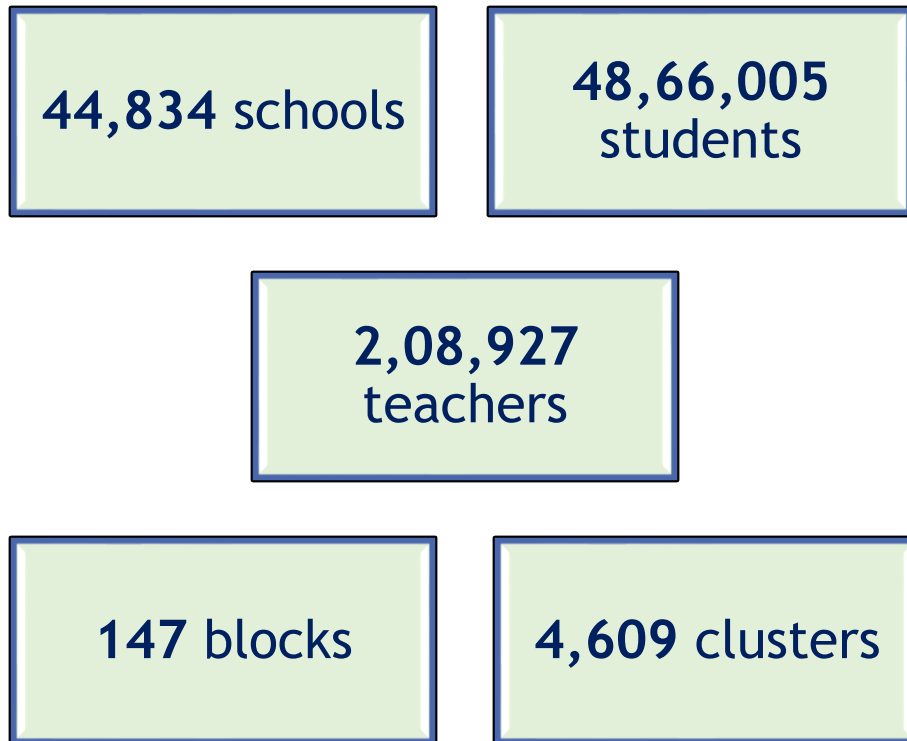 44,834 schools
48,66,005
students
2,08,927
teachers
147 blocks
4,609 clusters